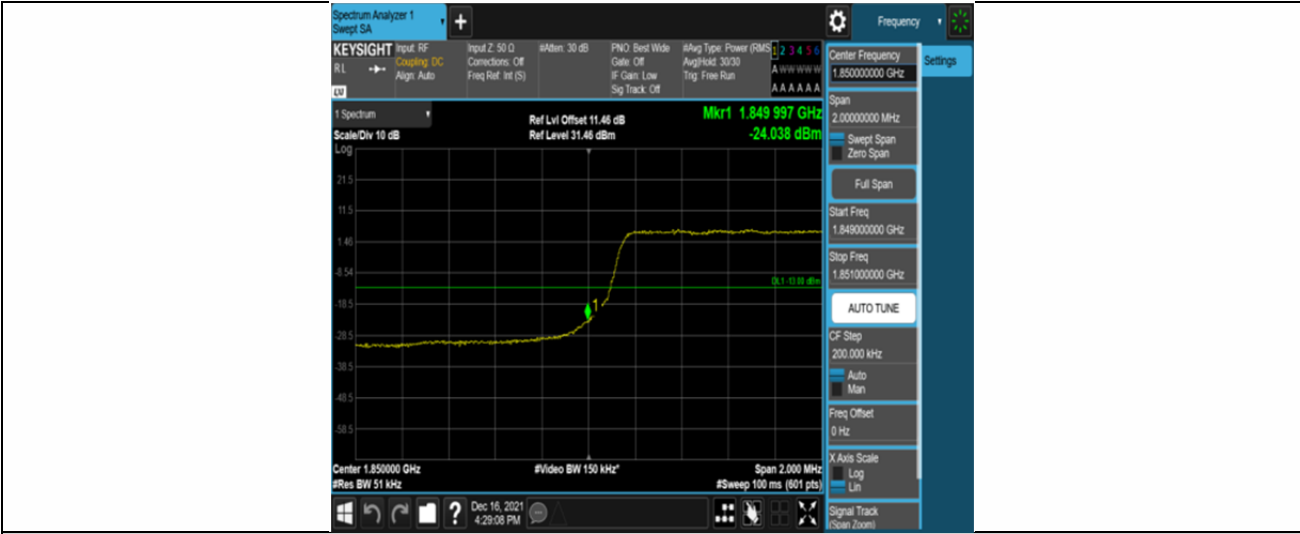 Spectrum Analyzer 1
Swept SA
Frequency
KEYSIGHT
RL
LXI
Input: RF
Coupling: DC
Align: Auto
Input Z: 50 Ω
Corrections: Off
Freq Ref: Int (S)
#Atten: 30 dB
PNO: Best Wide
Gate: Off
IF Gain: Low
Sig Track: Off
#Avg Type: Power (RMS
Avg|Hold: 30/30
Trig: Free Run
1 2 3 4 5 6
A W W W W W
A A A A A A
1 Spectrum
Scale/Div 10 dB
Log
Ref Lvl Offset 11.46 dB
Ref Level 31.46 dBm
Mkr1 1.849 997 GHz
-24.038 dBm
21.5
11.5
1.46
-8.54
DL1 -13.00 dBm
-18.5
1
-28.5
-38.5
-48.5
-58.5
Center 1.850000 GHz
#Res BW 51 kHz
#Video BW 150 kHz*
Span 2.000 MHz
#Sweep 100 ms (601 pts)
Dec 16, 2021
4:29:08 PM
?
Center Frequency
1.850000000 GHz
Settings
Span
2.00000000 MHz
Swept Span
Zero Span
Full Span
Start Freq
1.849000000 GHz
Stop Freq
1.851000000 GHz
AUTO TUNE
CF Step
200.000 kHz
Auto
Man
Freq Offset
0 Hz
X Axis Scale
Log
Lin
Signal Track
(Span Zoom)